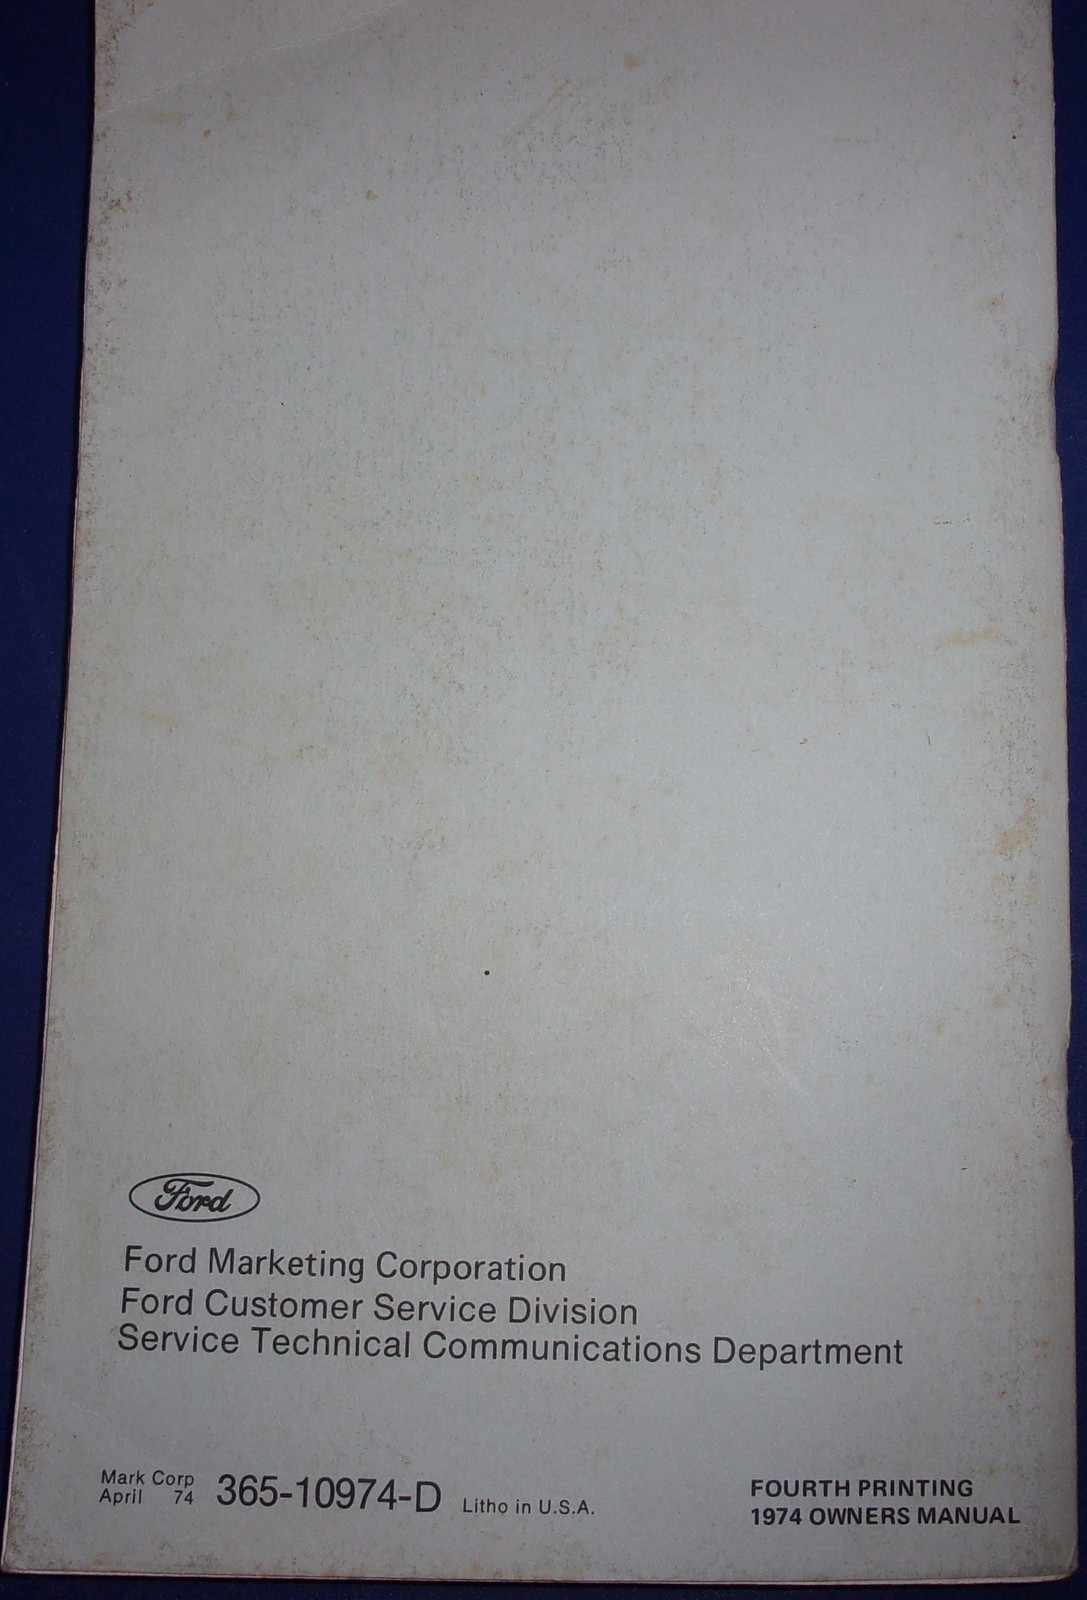 Ford
Ford Marketing Corporation
Ford Customer Service Division
Service Technical Communications Department
Mark Corp
April 74
365-10974-D
Litho in U.S.A.
FOURTH PRINTING
1974 OWNERS MANUAL